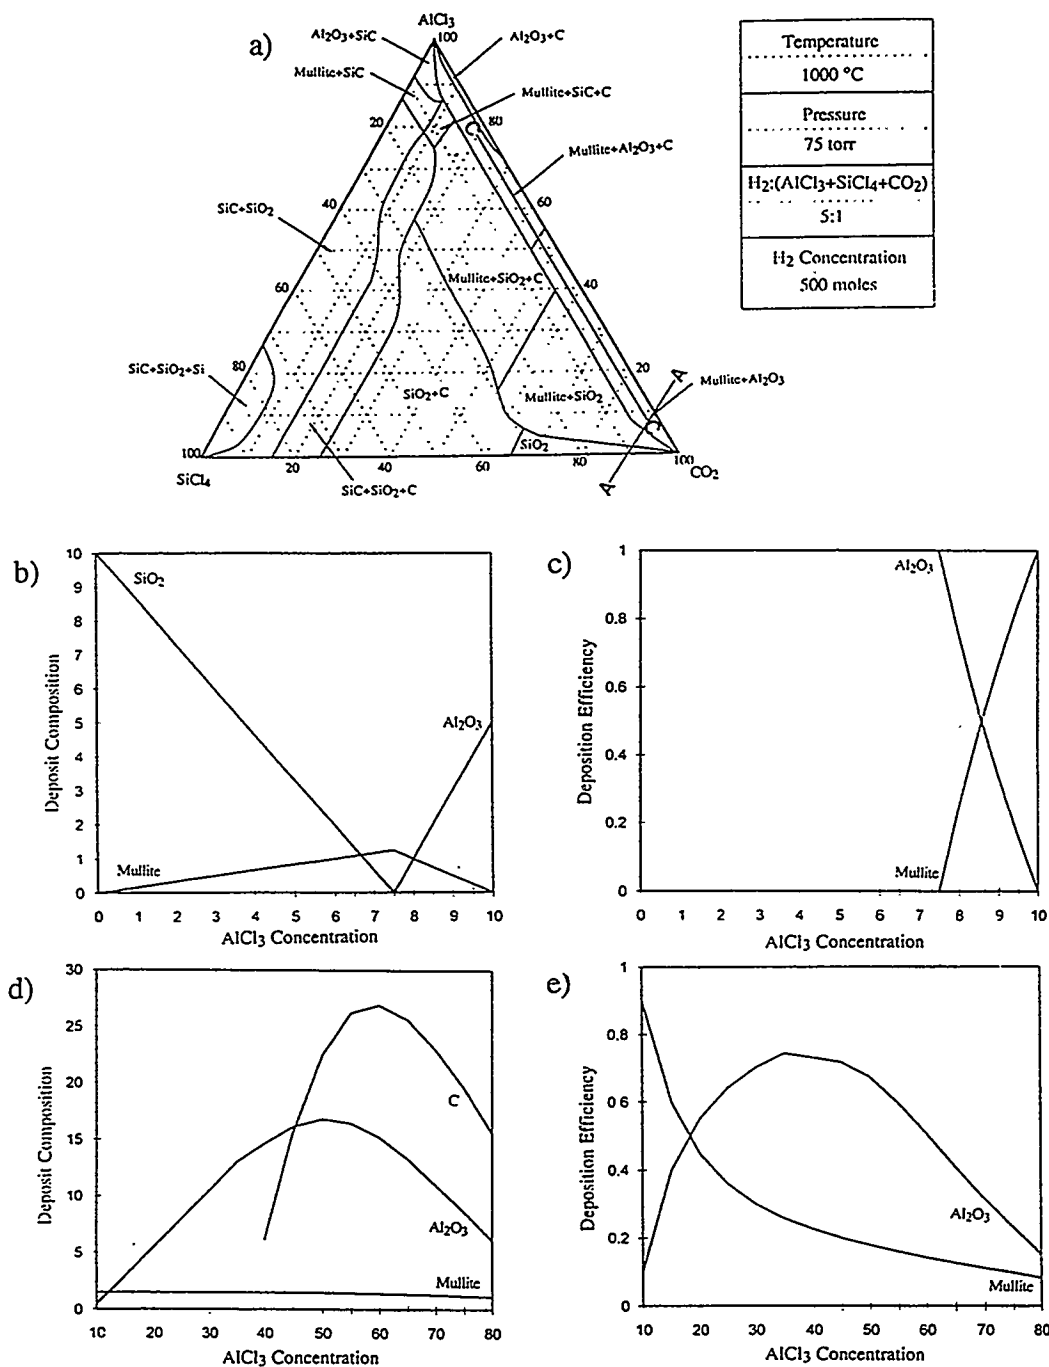 a)
AlCl3
100
Al2O3+SiC
Al2O3+C
Mullite+SiC
Mullite+SiC+C
20
80
C
Mullite+Al2O3+C
40
60
SiC+SiO2
Mullite+SiO2+C
60
40
SiC+SiO2+Si
80
20
A
Mullite+Al2O3
SiO2+C
Mullite+SiO2
C
SiO2
100
SiCl4
20
40
60
80
100
CO2
A
SiC+SiO2+C
Temperature
1000 °C
Pressure
75 torr
H2:(AlCl3+SiCl4+CO2)
5:1
H2 Concentration
500 moles
b)
Deposit Composition
10
9
8
7
6
5
4
3
2
1
0
SiO2
Al2O3
Mullite
0 1 2 3 4 5 6 7 8 9 10
AlCl3 Concentration
c)
Deposition Efficiency
1
0.8
0.6
0.4
0.2
0
Al2O3
Mullite
0 1 2 3 4 5 6 7 8 9 10
AlCl3 Concentration
d)
Deposit Composition
30
25
20
15
10
5
0
C
Al2O3
Mullite
10 20 30 40 50 60 70 80
AlCl3 Concentration
e)
Deposition Efficiency
1
0.8
0.6
0.4
0.2
0
Al2O3
Mullite
10 20 30 40 50 60 70 80
AlCl3 Concentration